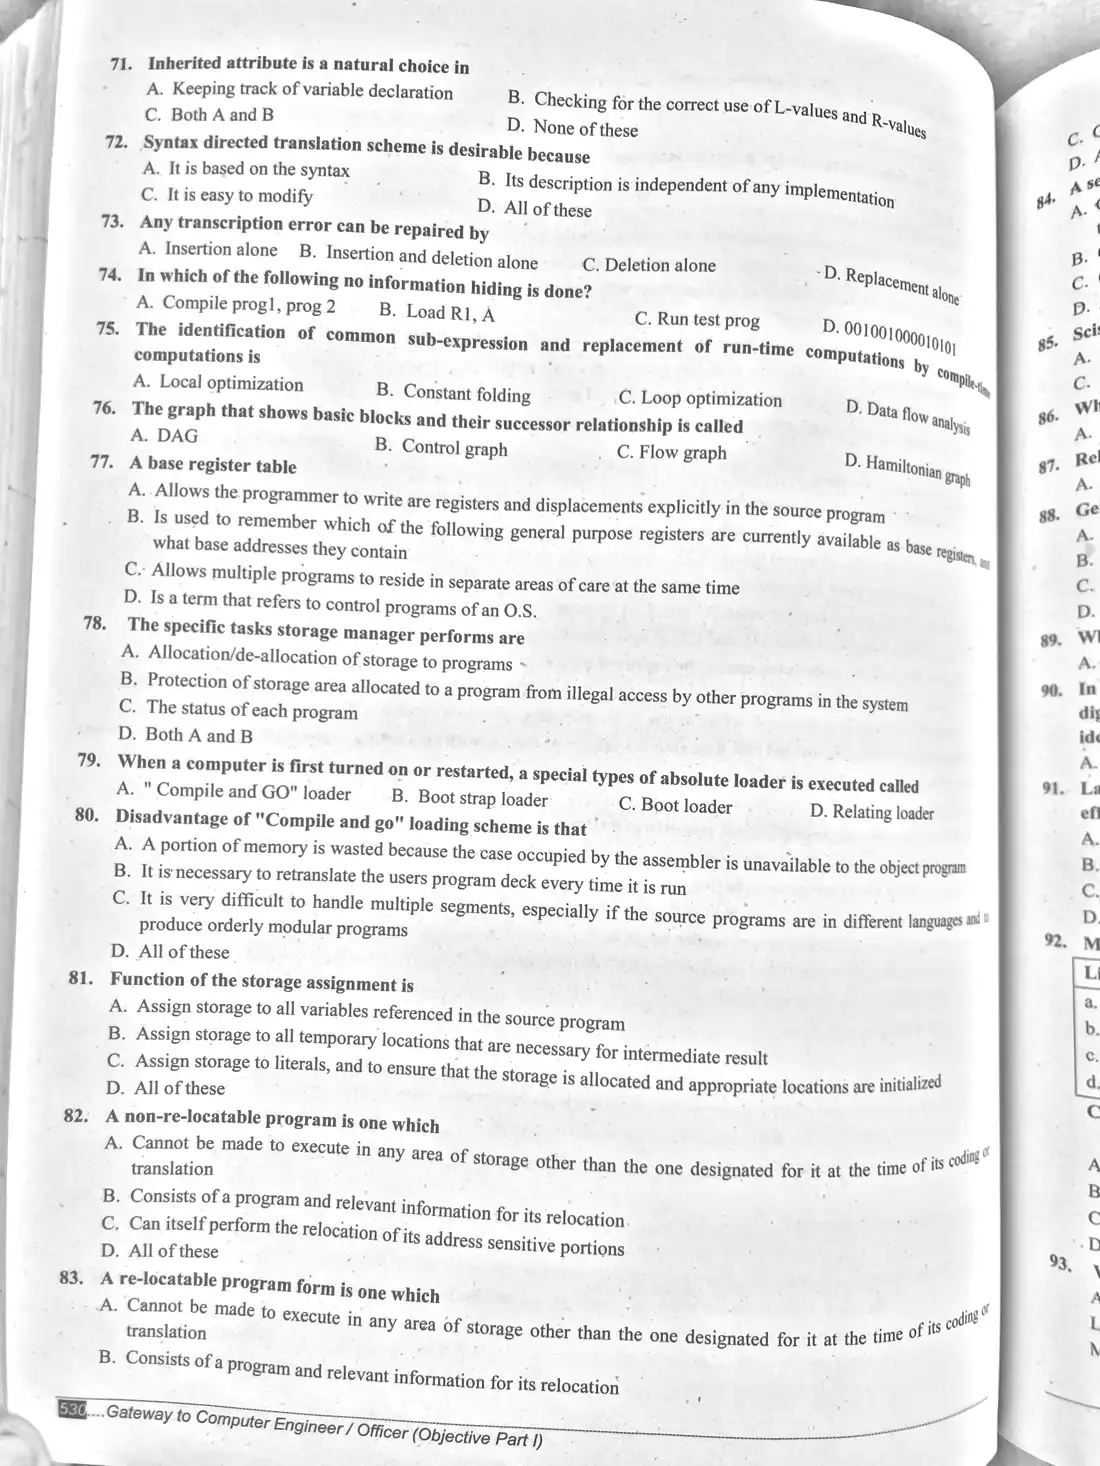 71. Inherited attribute is a natural choice in
A. Keeping track of variable declaration B. Checking for the correct use of L-values and R-values
C. Both A and B D. None of these
72. Syntax directed translation scheme is desirable because
A. It is based on the syntax B. Its description is independent of any implementation
C. It is easy to modify D. All of these
73. Any transcription error can be repaired by
A. Insertion alone B. Insertion and deletion alone C. Deletion alone D. Replacement alone
74. In which of the following no information hiding is done?
A. Compile prog1, prog 2 B. Load R1, A C. Run test prog D. 001001000010101
75. The identification of common sub-expression and replacement of run-time computations by compile-time
computations is
A. Local optimization B. Constant folding C. Loop optimization D. Data flow analysis
76. The graph that shows basic blocks and their successor relationship is called
A. DAG B. Control graph C. Flow graph D. Hamiltonian graph
77. A base register table
A. Allows the programmer to write are registers and displacements explicitly in the source program
B. Is used to remember which of the following general purpose registers are currently available as base registers, and
what base addresses they contain
C. Allows multiple programs to reside in separate areas of care at the same time
D. Is a term that refers to control programs of an O.S.
78. The specific tasks storage manager performs are
A. Allocation/de-allocation of storage to programs
B. Protection of storage area allocated to a program from illegal access by other programs in the system
C. The status of each program
D. Both A and B
79. When a computer is first turned on or restarted, a special types of absolute loader is executed called
A. " Compile and GO" loader B. Boot strap loader C. Boot loader D. Relating loader
80. Disadvantage of "Compile and go" loading scheme is that
A. A portion of memory is wasted because the case occupied by the assembler is unavailable to the object program
B. It is necessary to retranslate the users program deck every time it is run
C. It is very difficult to handle multiple segments, especially if the source programs are in different languages and to
produce orderly modular programs
D. All of these
81. Function of the storage assignment is
A. Assign storage to all variables referenced in the source program
B. Assign storage to all temporary locations that are necessary for intermediate result
C. Assign storage to literals, and to ensure that the storage is allocated and appropriate locations are initialized
D. All of these
82. A non-re-locatable program is one which
A. Cannot be made to execute in any area of storage other than the one designated for it at the time of its coding or
translation
B. Consists of a program and relevant information for its relocation
C. Can itself perform the relocation of its address sensitive portions
D. All of these
83. A re-locatable program form is one which
A. Cannot be made to execute in any area of storage other than the one designated for it at the time of its coding or
translation
B. Consists of a program and relevant information for its relocation
530....Gateway to Computer Engineer / Officer (Objective Part I)
C.
D.
84. A
A.
B.
C.
D.
85.
A.
C.
86.
A.
87.
A.
88.
A.
B.
C.
D.
89.
A.
90. In
A.
91.
A.
B.
C.
D.
92.
a.
b.
c.
d.
93.